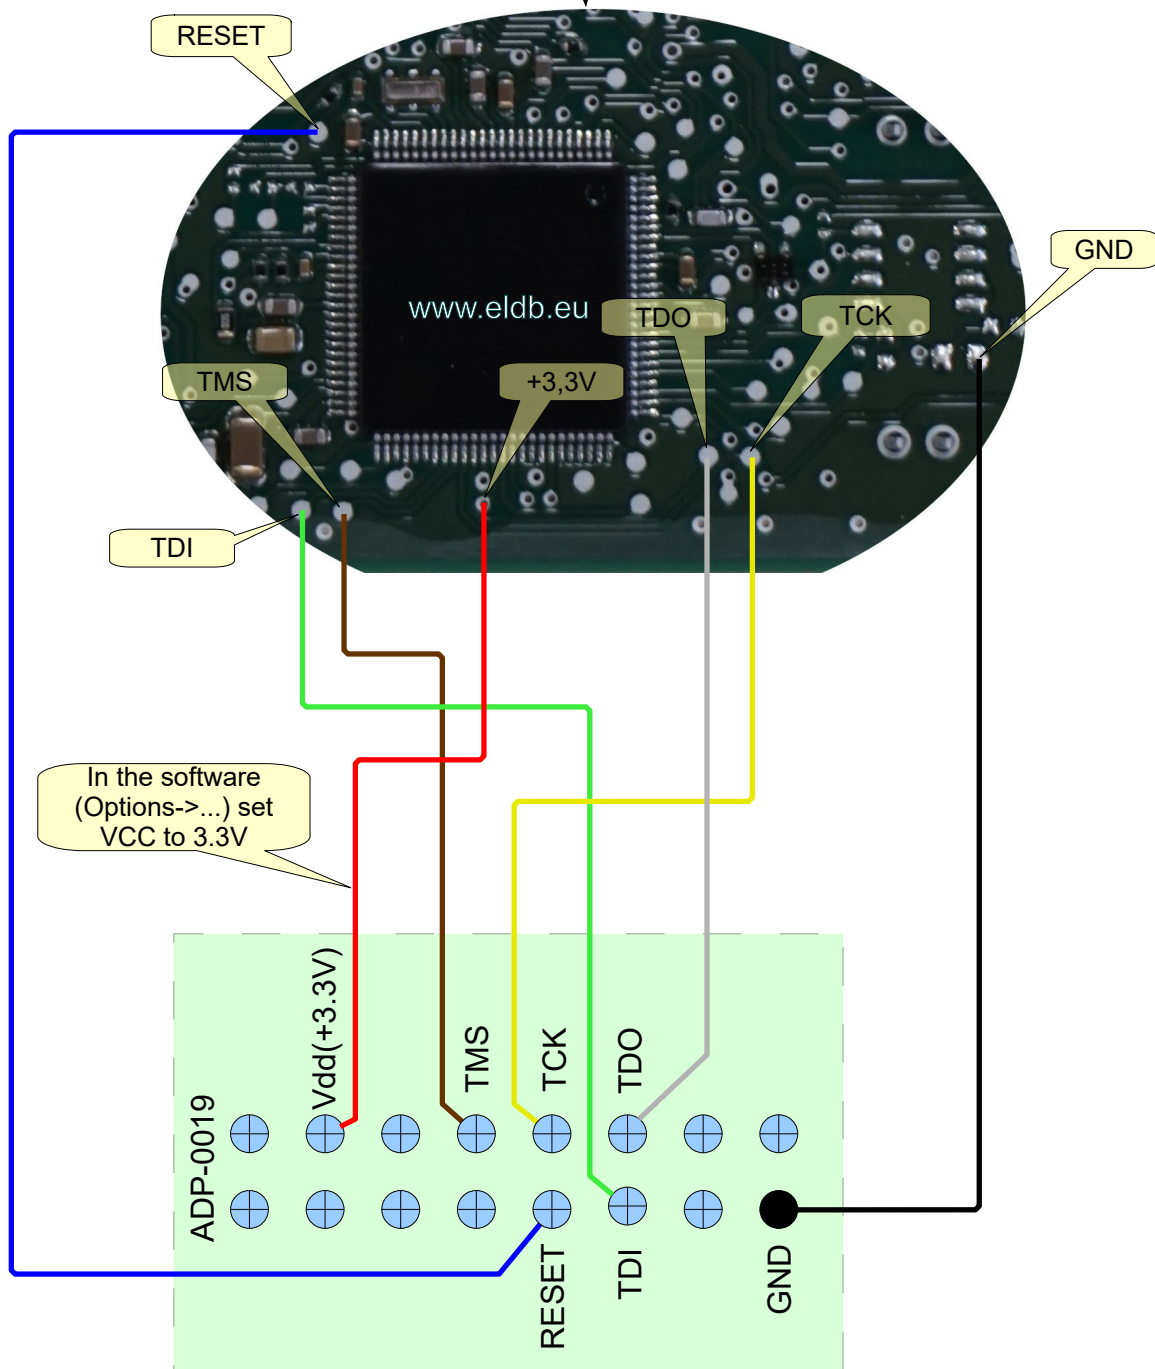 RESET
GND
www.eldb.eu
TDO
TCK
TMS
+3,3V
TDI
In the software
(Options->...) set
VCC to 3.3V
Vdd(+3.3V)
TMS
TCK
TDO
ADP-0019
RESET
TDI
GND